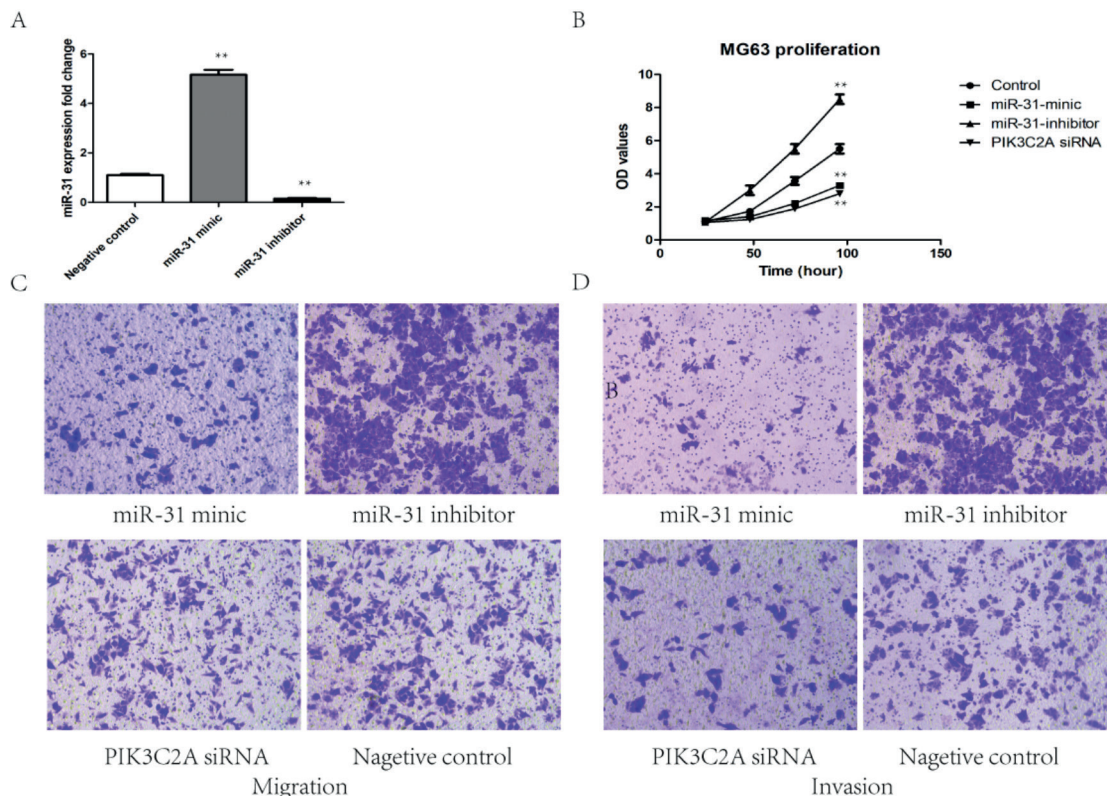 A
miR-31 expression fold change
6
4
2
0
**
**
Negative control
miR-31 minic
miR-31 inhibitor
B
MG63 proliferation
OD values
10
8
6
4
2
0
**
**
**
0
50
100
150
Time (hour)
Control
miR-31-minic
miR-31-inhibitor
PIK3C2A siRNA
C
miR-31 minic
miR-31 inhibitor
PIK3C2A siRNA
Nagetive control
Migration
D
B
miR-31 minic
miR-31 inhibitor
PIK3C2A siRNA
Nagetive control
Invasion